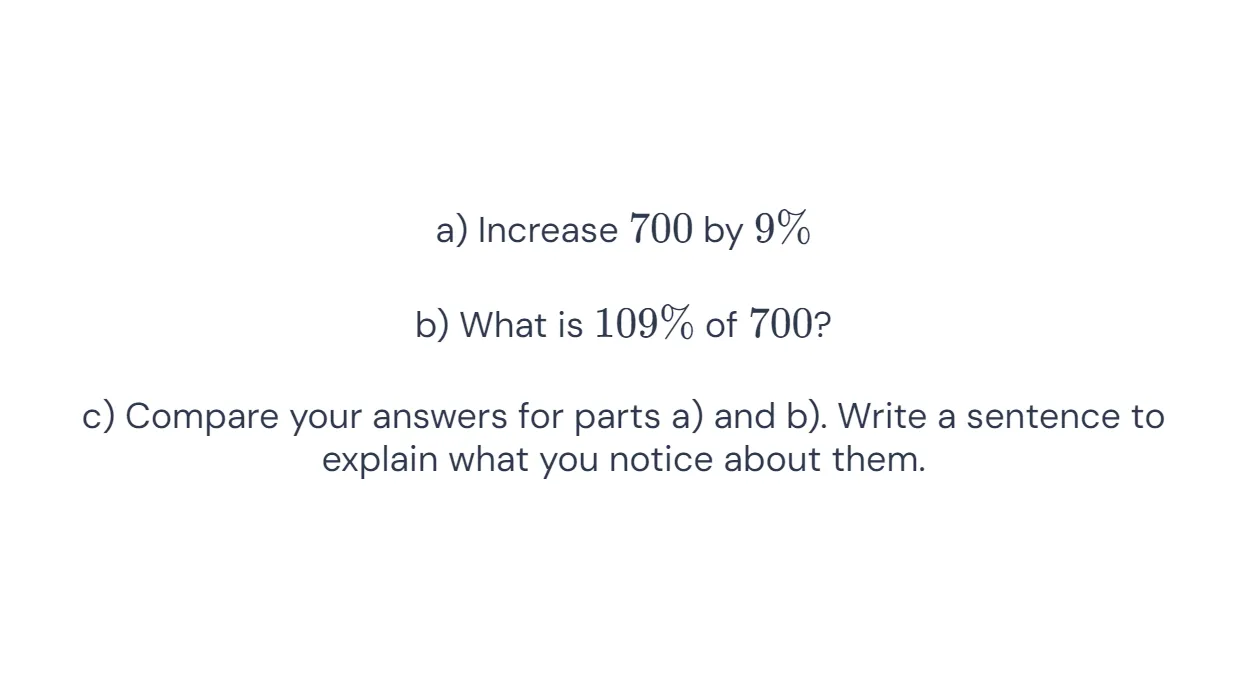 a) Increase 700 by 9%
b) What is 109% of 700?
c) Compare your answers for parts a) and b). Write a sentence to
explain what you notice about them.